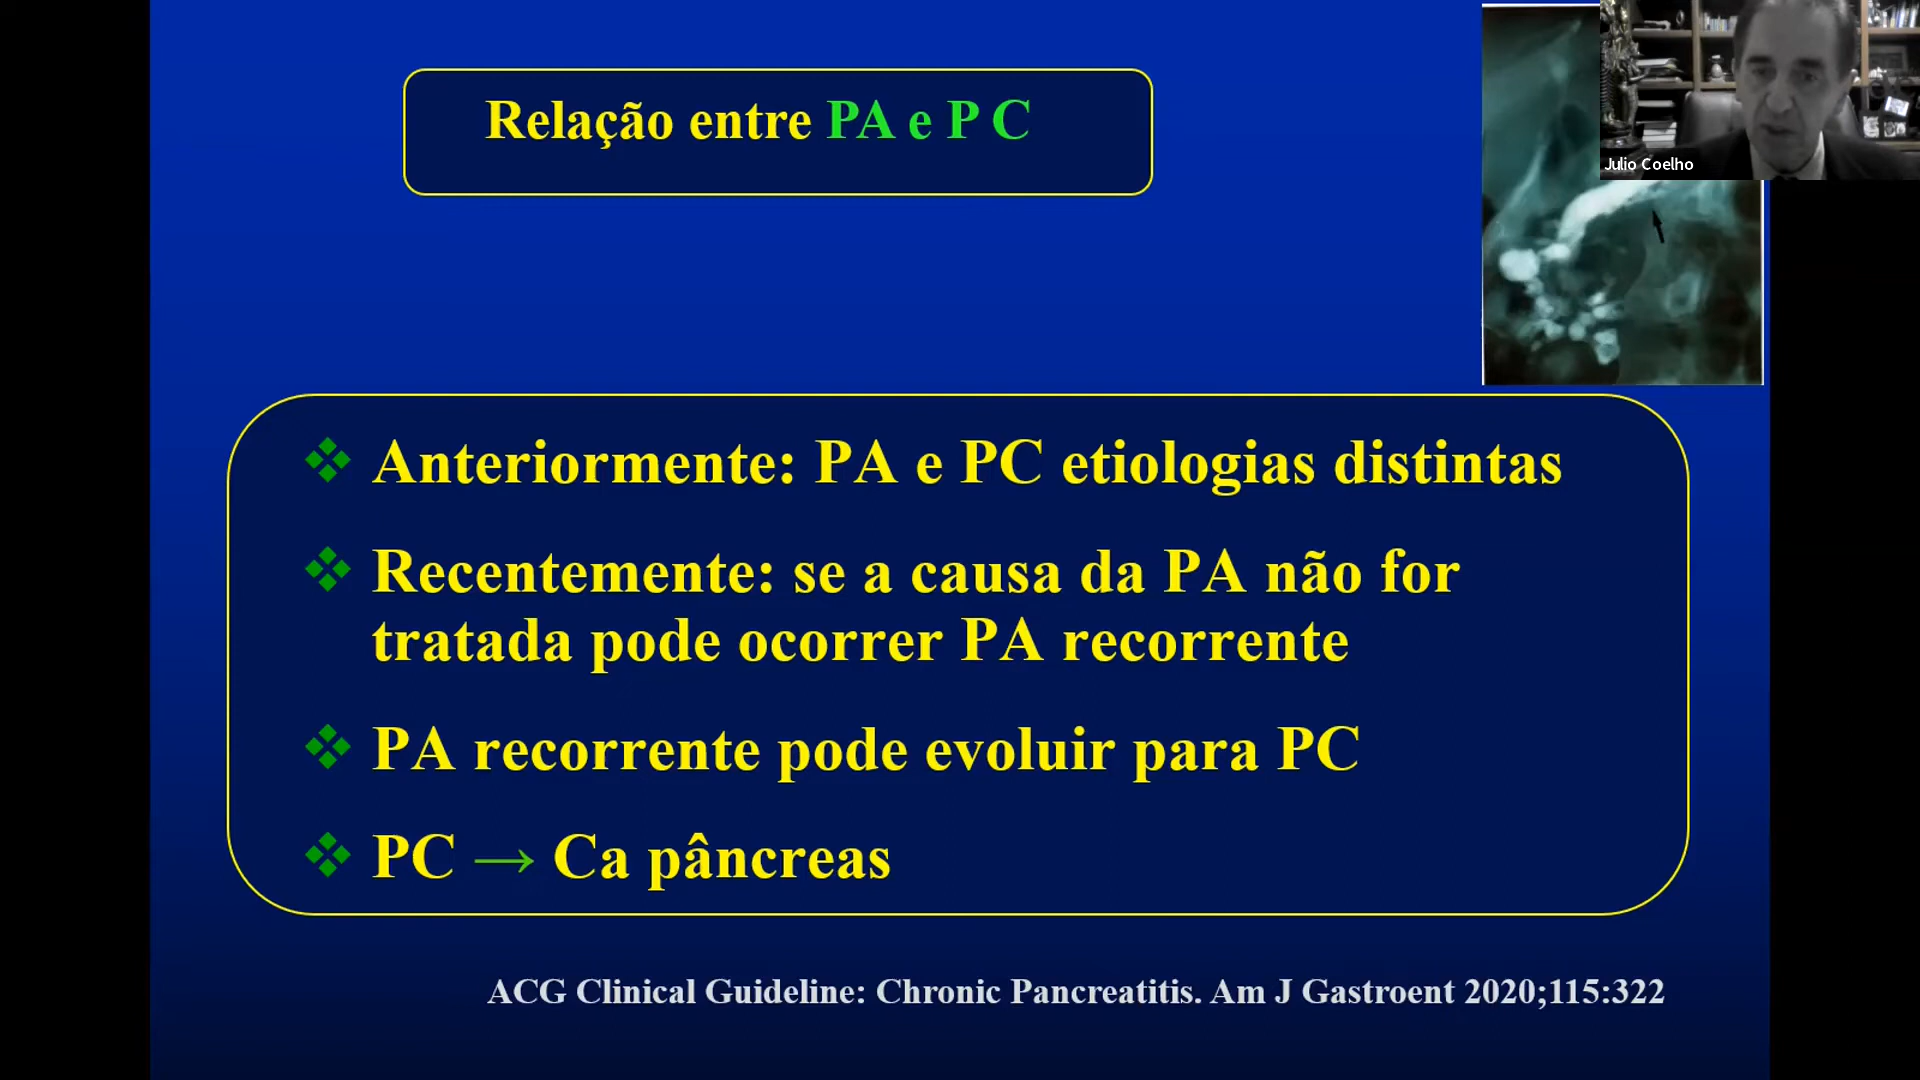 Relação entre PA e P C
Julio Coelho
❖ Anteriormente: PA e PC etiologias distintas
❖ Recentemente: se a causa da PA não for
tratada pode ocorrer PA recorrente
❖ PA recorrente pode evoluir para PC
❖ PC → Ca pâncreas
ACG Clinical Guideline: Chronic Pancreatitis. Am J Gastroent 2020;115:322